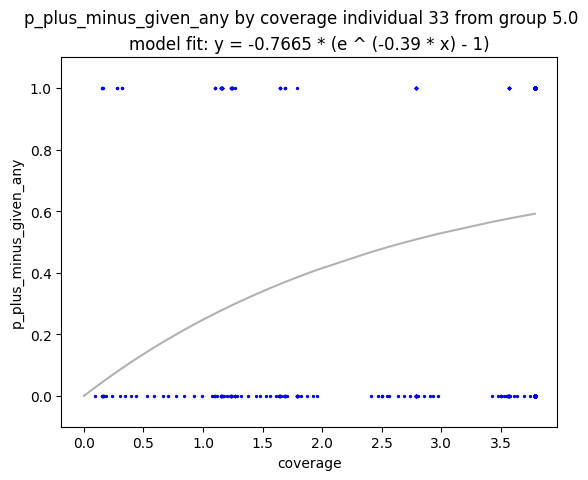 p_plus_minus_given_any by coverage individual 33 from group 5.0
model fit: y = -0.7665 * (e ^ (-0.39 * x) - 1)
p_plus_minus_given_any
1.0
0.8
0.6
0.4
0.2
0.0
0.0 0.5 1.0 1.5 2.0 2.5 3.0 3.5
coverage